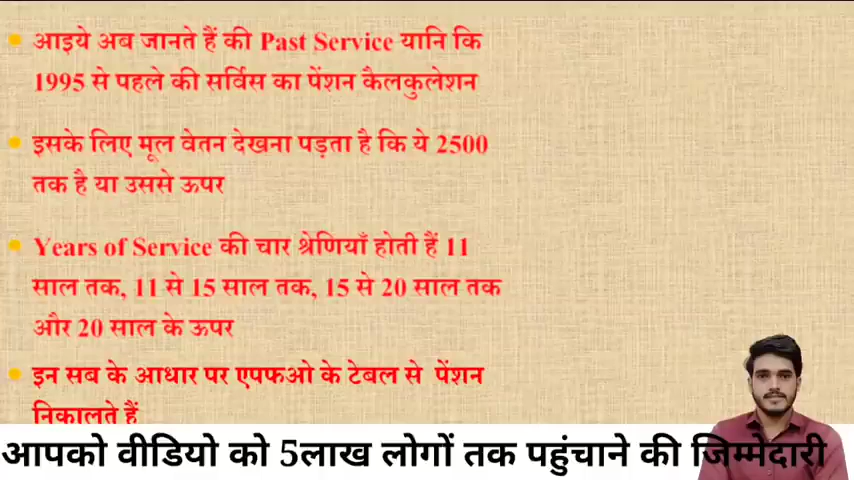 आइये अब जानते हैं की Past Service यानि कि
1995 से पहले की सर्विस का पेंशन कैलकुलेशन
इसके लिए मूल वेतन देखना पड़ता है कि ये 2500
तक है या उससे ऊपर
Years of Service की चार श्रेणियाँ होती हैं 11
साल तक, 11 से 15 साल तक, 15 से 20 साल तक
और 20 साल के ऊपर
इन सब के आधार पर एपफओ के टेबल से पेंशन
निकालते हैं
आपको वीडियो को 5लाख लोगों तक पहुंचाने की जिम्मेदारी